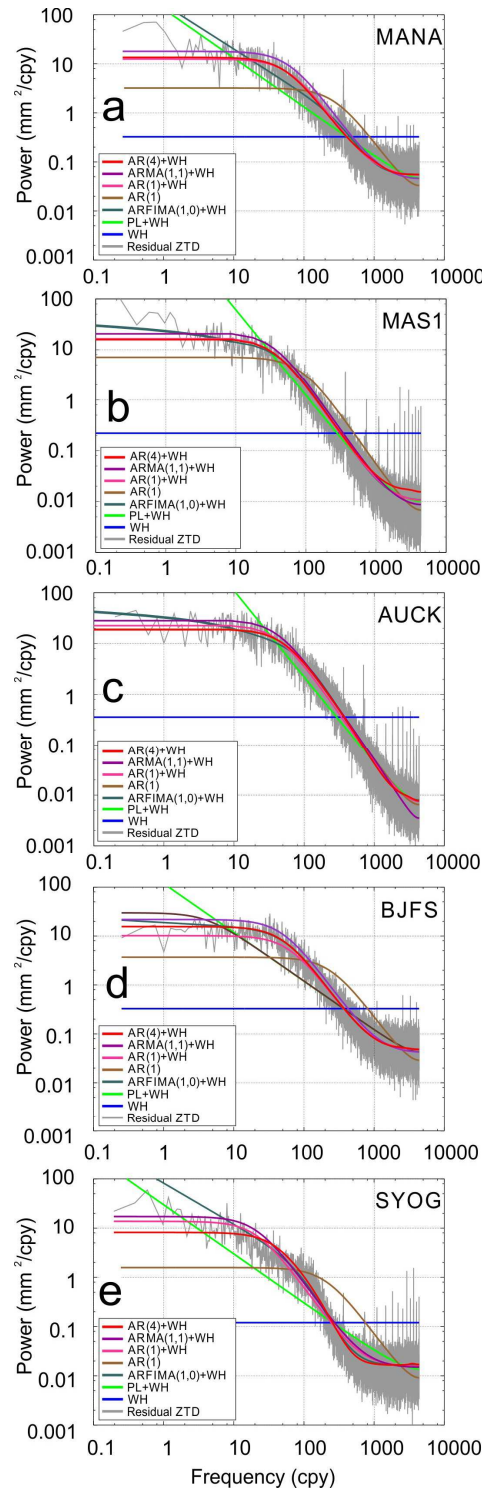 100
MANA
10
1
a
0.1
0.01
0.001
Power (mm²/cpy)
AR(4)+WH
ARMA(1,1)+WH
AR(1)+WH
AR(1)
ARFIMA(1,0)+WH
PL+WH
WH
Residual ZTD
0.1 1 10 100 1000 10000
100
MAS1
10
1
b
0.1
0.01
0.001
Power (mm²/cpy)
AR(4)+WH
ARMA(1,1)+WH
AR(1)+WH
AR(1)
ARFIMA(1,0)+WH
PL+WH
WH
Residual ZTD
0.1 1 10 100 1000 10000
100
AUCK
10
1
c
0.1
0.01
0.001
Power (mm²/cpy)
AR(4)+WH
ARMA(1,1)+WH
AR(1)+WH
AR(1)
ARFIMA(1,0)+WH
PL+WH
WH
Residual ZTD
0.1 1 10 100 1000 10000
100
BJFS
10
1
d
0.1
0.01
0.001
Power (mm²/cpy)
AR(4)+WH
ARMA(1,1)+WH
AR(1)+WH
AR(1)
ARFIMA(1,0)+WH
PL+WH
WH
Residual ZTD
0.1 1 10 100 1000 10000
100
SYOG
10
1
e
0.1
0.01
0.001
Power (mm²/cpy)
AR(4)+WH
ARMA(1,1)+WH
AR(1)+WH
AR(1)
ARFIMA(1,0)+WH
PL+WH
WH
Residual ZTD
0.1 1 10 100 1000 10000
Frequency (cpy)